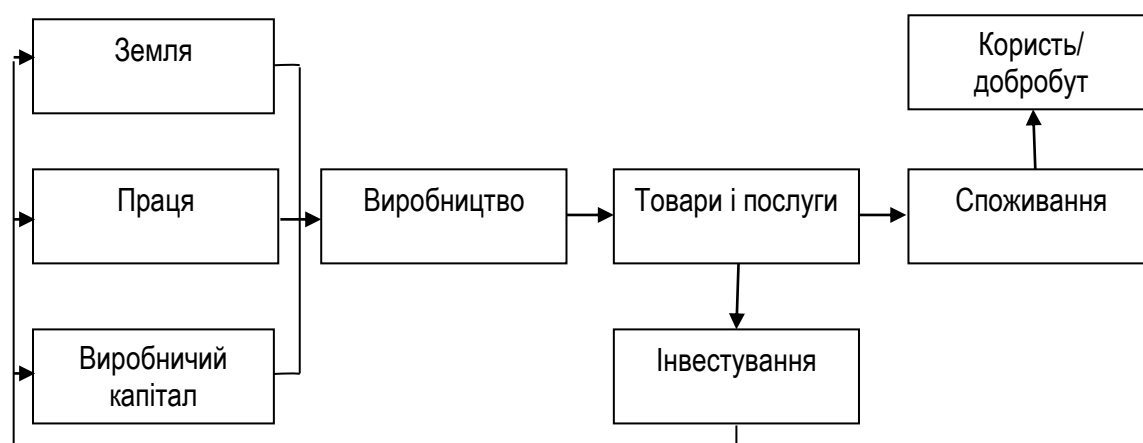 Земля
Користь/
добробут
Праця
Виробництво
Товари і послуги
Споживання
Виробничий
капітал
Інвестування